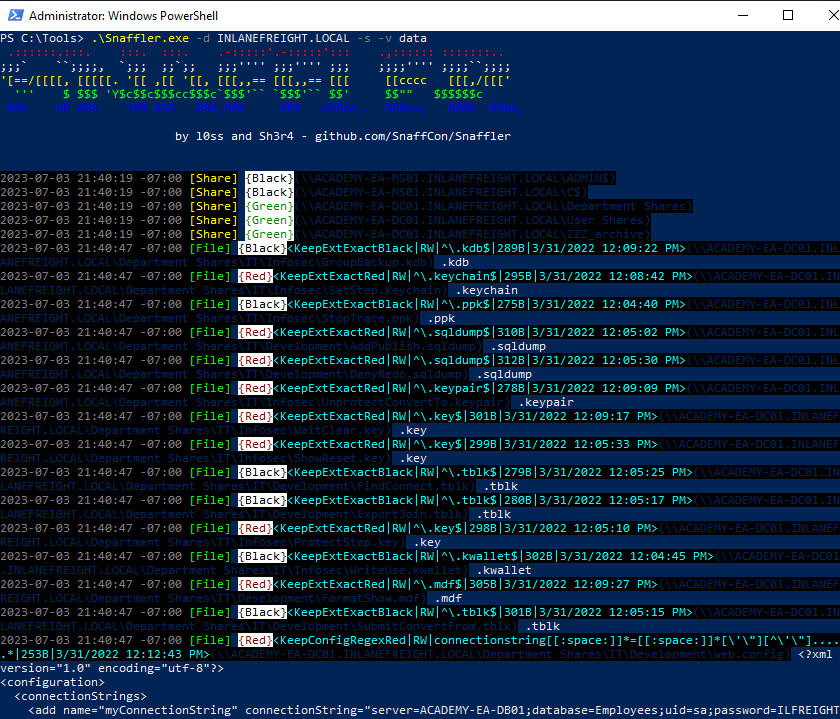 Administrator: Windows PowerShell
PS C:\Tools> .\Snaffler.exe -d INLANEFREIGHT.LOCAL -s -v data
by l0ss and Sh3r4 - github.com/SnaffCon/Snaffler
2023-07-03 21:40:19 -07:00 [Share] {Black}(\\ACADEMY-EA-MS01.INLANEFREIGHT.LOCAL\ADMIN$)
2023-07-03 21:40:19 -07:00 [Share] {Black}(\\ACADEMY-EA-MS01.INLANEFREIGHT.LOCAL\C$)
2023-07-03 21:40:19 -07:00 [Share] {Green}(\\ACADEMY-EA-MS01.INLANEFREIGHT.LOCAL\Department Shares)
2023-07-03 21:40:19 -07:00 [Share] {Green}(\\ACADEMY-EA-MS01.INLANEFREIGHT.LOCAL\User Shares)
2023-07-03 21:40:19 -07:00 [Share] {Green}(\\ACADEMY-EA-MS01.INLANEFREIGHT.LOCAL\ZZZ_archive)
2023-07-03 21:40:47 -07:00 [File] {Black}<KeepExtExactBlack|RW|^\.kdb$|289B|3/31/2022 12:09:22 PM>(\\ACADEMY-EA-DC01.INL
ANEFREIGHT.LOCAL\Department Shares\IT\Infosec\GroupBackup.kdb) .kdb
2023-07-03 21:40:47 -07:00 [File] {Red}<KeepExtExactRed|RW|^\.keychain$|295B|3/31/2022 12:08:42 PM>(\\ACADEMY-EA-DC01.IN
LANEFREIGHT.LOCAL\Department Shares\IT\Infosec\SetStep.keychain) .keychain
2023-07-03 21:40:47 -07:00 [File] {Black}<KeepExtExactBlack|RW|^\.ppk$|275B|3/31/2022 12:04:40 PM>(\\ACADEMY-EA-DC01.INL
ANEFREIGHT.LOCAL\Department Shares\IT\Infosec\StopTrace.ppk) .ppk
2023-07-03 21:40:47 -07:00 [File] {Red}<KeepExtExactRed|RW|^\.sqldump$|310B|3/31/2022 12:05:02 PM>(\\ACADEMY-EA-DC01.INL
ANEFREIGHT.LOCAL\Department Shares\IT\Development\AddPublish.sqldump) .sqldump
2023-07-03 21:40:47 -07:00 [File] {Red}<KeepExtExactRed|RW|^\.sqldump$|312B|3/31/2022 12:05:30 PM>(\\ACADEMY-EA-DC01.INL
ANEFREIGHT.LOCAL\Department Shares\IT\Development\DenyRedo.sqldump) .sqldump
2023-07-03 21:40:47 -07:00 [File] {Red}<KeepExtExactRed|RW|^\.keypair$|278B|3/31/2022 12:09:09 PM>(\\ACADEMY-EA-DC01.INL
ANEFREIGHT.LOCAL\Department Shares\IT\Infosec\UnprotectConvertTo.keypair) .keypair
2023-07-03 21:40:47 -07:00 [File] {Red}<KeepExtExactRed|RW|^\.key$|301B|3/31/2022 12:09:17 PM>(\\ACADEMY-EA-DC01.INLANEF
REIGHT.LOCAL\Department Shares\IT\Infosec\WaitClear.key) .key
2023-07-03 21:40:47 -07:00 [File] {Red}<KeepExtExactRed|RW|^\.key$|299B|3/31/2022 12:05:33 PM>(\\ACADEMY-EA-DC01.INLANEF
REIGHT.LOCAL\Department Shares\IT\Infosec\ShowReset.key) .key
2023-07-03 21:40:47 -07:00 [File] {Black}<KeepExtExactBlack|RW|^\.tblk$|279B|3/31/2022 12:05:25 PM>(\\ACADEMY-EA-DC01.IN
LANEFREIGHT.LOCAL\Department Shares\IT\Development\FindConnect.tblk) .tblk
2023-07-03 21:40:47 -07:00 [File] {Black}<KeepExtExactBlack|RW|^\.tblk$|280B|3/31/2022 12:05:17 PM>(\\ACADEMY-EA-DC01.IN
LANEFREIGHT.LOCAL\Department Shares\IT\Development\ExportJoin.tblk) .tblk
2023-07-03 21:40:47 -07:00 [File] {Red}<KeepExtExactRed|RW|^\.key$|298B|3/31/2022 12:05:10 PM>(\\ACADEMY-EA-DC01.INLANEF
REIGHT.LOCAL\Department Shares\IT\Infosec\ProtectStep.key) .key
2023-07-03 21:40:47 -07:00 [File] {Black}<KeepExtExactBlack|RW|^\.kwallet$|302B|3/31/2022 12:04:45 PM>(\\ACADEMY-EA-DC01
.INLANEFREIGHT.LOCAL\Department Shares\IT\Infosec\WriteUse.kwallet) .kwallet
2023-07-03 21:40:47 -07:00 [File] {Red}<KeepExtExactRed|RW|^\.mdf$|305B|3/31/2022 12:09:27 PM>(\\ACADEMY-EA-DC01.INLANEF
REIGHT.LOCAL\Department Shares\IT\Development\FormatShow.mdf) .mdf
2023-07-03 21:40:47 -07:00 [File] {Black}<KeepExtExactBlack|RW|^\.tblk$|301B|3/31/2022 12:05:15 PM>(\\ACADEMY-EA-DC01.IN
LANEFREIGHT.LOCAL\Department Shares\IT\Development\SubmitConvertFrom.tblk) .tblk
2023-07-03 21:40:47 -07:00 [File] {Red}<KeepConfigRegexRed|RW|connectionstring[[:space:]]*=[[:space:]]*[\'\"][^\'\"]....
.*|253B|3/31/2022 12:12:43 PM>(\\ACADEMY-EA-DC01.INLANEFREIGHT.LOCAL\Department Shares\IT\Development\web.config) <?xml
version="1.0" encoding="utf-8"?>
<configuration>
<connectionStrings>
<add name="myConnectionString" connectionString="server=ACADEMY-EA-DB01;database=Employees;uid=sa;password=ILFREIGHT